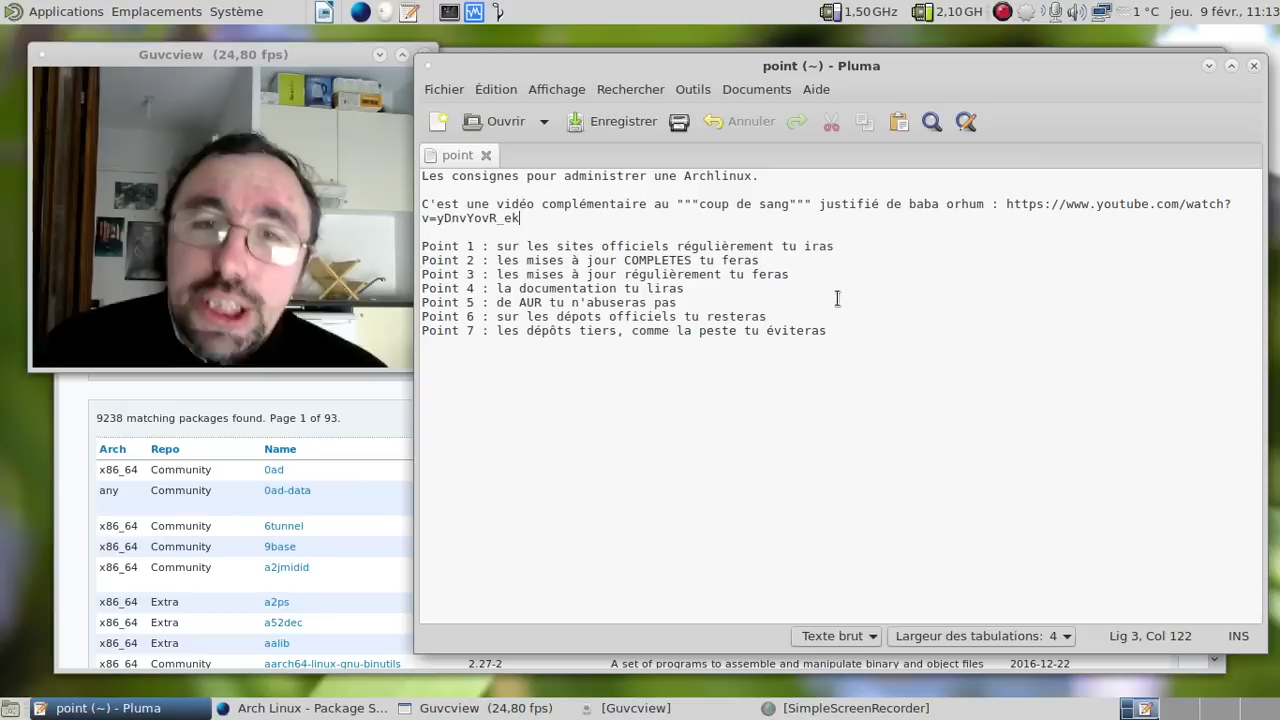 Applications Emplacements Système
1,50 GHz 2,10 GH 1 °C jeu. 9 févr., 11:13
Guvcview (24,80 fps)
point (~) - Pluma
Fichier Édition Affichage Rechercher Outils Documents Aide
Ouvrir Enregistrer Annuler
point
Les consignes pour administrer une Archlinux.
C'est une vidéo complémentaire au """coup de sang""" justifié de baba orhum : https://www.youtube.com/watch?
v=yDnvYovR_ek
Point 1 : sur les sites officiels régulièrement tu iras
Point 2 : les mises à jour COMPLETES tu feras
Point 3 : les mises à jour régulièrement tu feras
Point 4 : la documentation tu liras
Point 5 : de AUR tu n'abuseras pas
Point 6 : sur les dépots officiels tu resteras
Point 7 : les dépôts tiers, comme la peste tu éviteras
9238 matching packages found. Page 1 of 93.
Arch Repo Name
x86_64 Community 0ad
any Community 0ad-data
x86_64 Community 6tunnel
x86_64 Community 9base
x86_64 Community a2jmidid
x86_64 Extra a2ps
x86_64 Extra a52dec
x86_64 Extra aalib
x86_64 Community aarch64-linux-gnu-binutils 2.27-2 A set of programs to assemble and manipulate binary and object files 2016-12-22
Texte brut Largeur des tabulations: 4 Lig 3, Col 122 INS
point (~) - Pluma Arch Linux - Package S... Guvcview (24,80 fps) [Guvcview] [SimpleScreenRecorder]